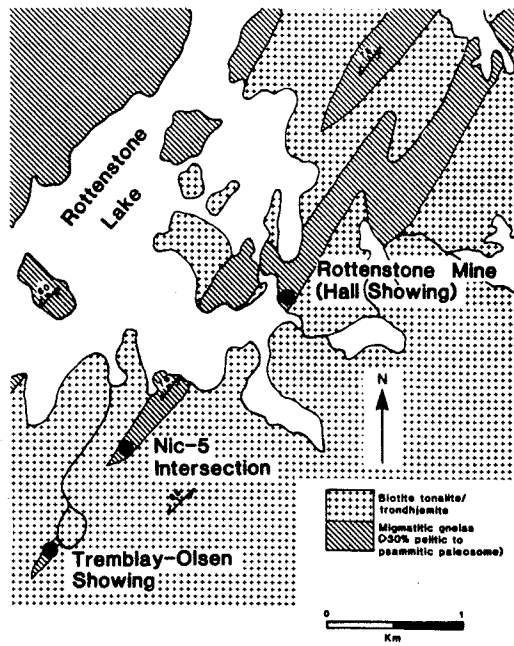 Rottenstone
Lake
Rottenstone Mine
(Hall Showing)
N
Nic-5
Intersection
Biotite tonalite/
trondhjemite
Migmatitic gneiss
(>30% pelitic to
psammitic paleosome)
Tremblay-Olsen
Showing
0 1
Km